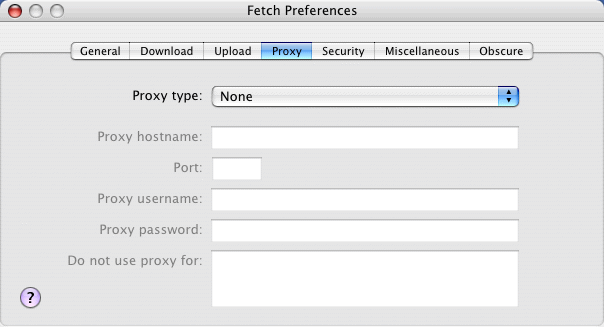 Fetch Preferences
General Download Upload Proxy Security Miscellaneous Obscure
Proxy type: None
Proxy hostname:
Port:
Proxy username:
Proxy password:
Do not use proxy for:
?